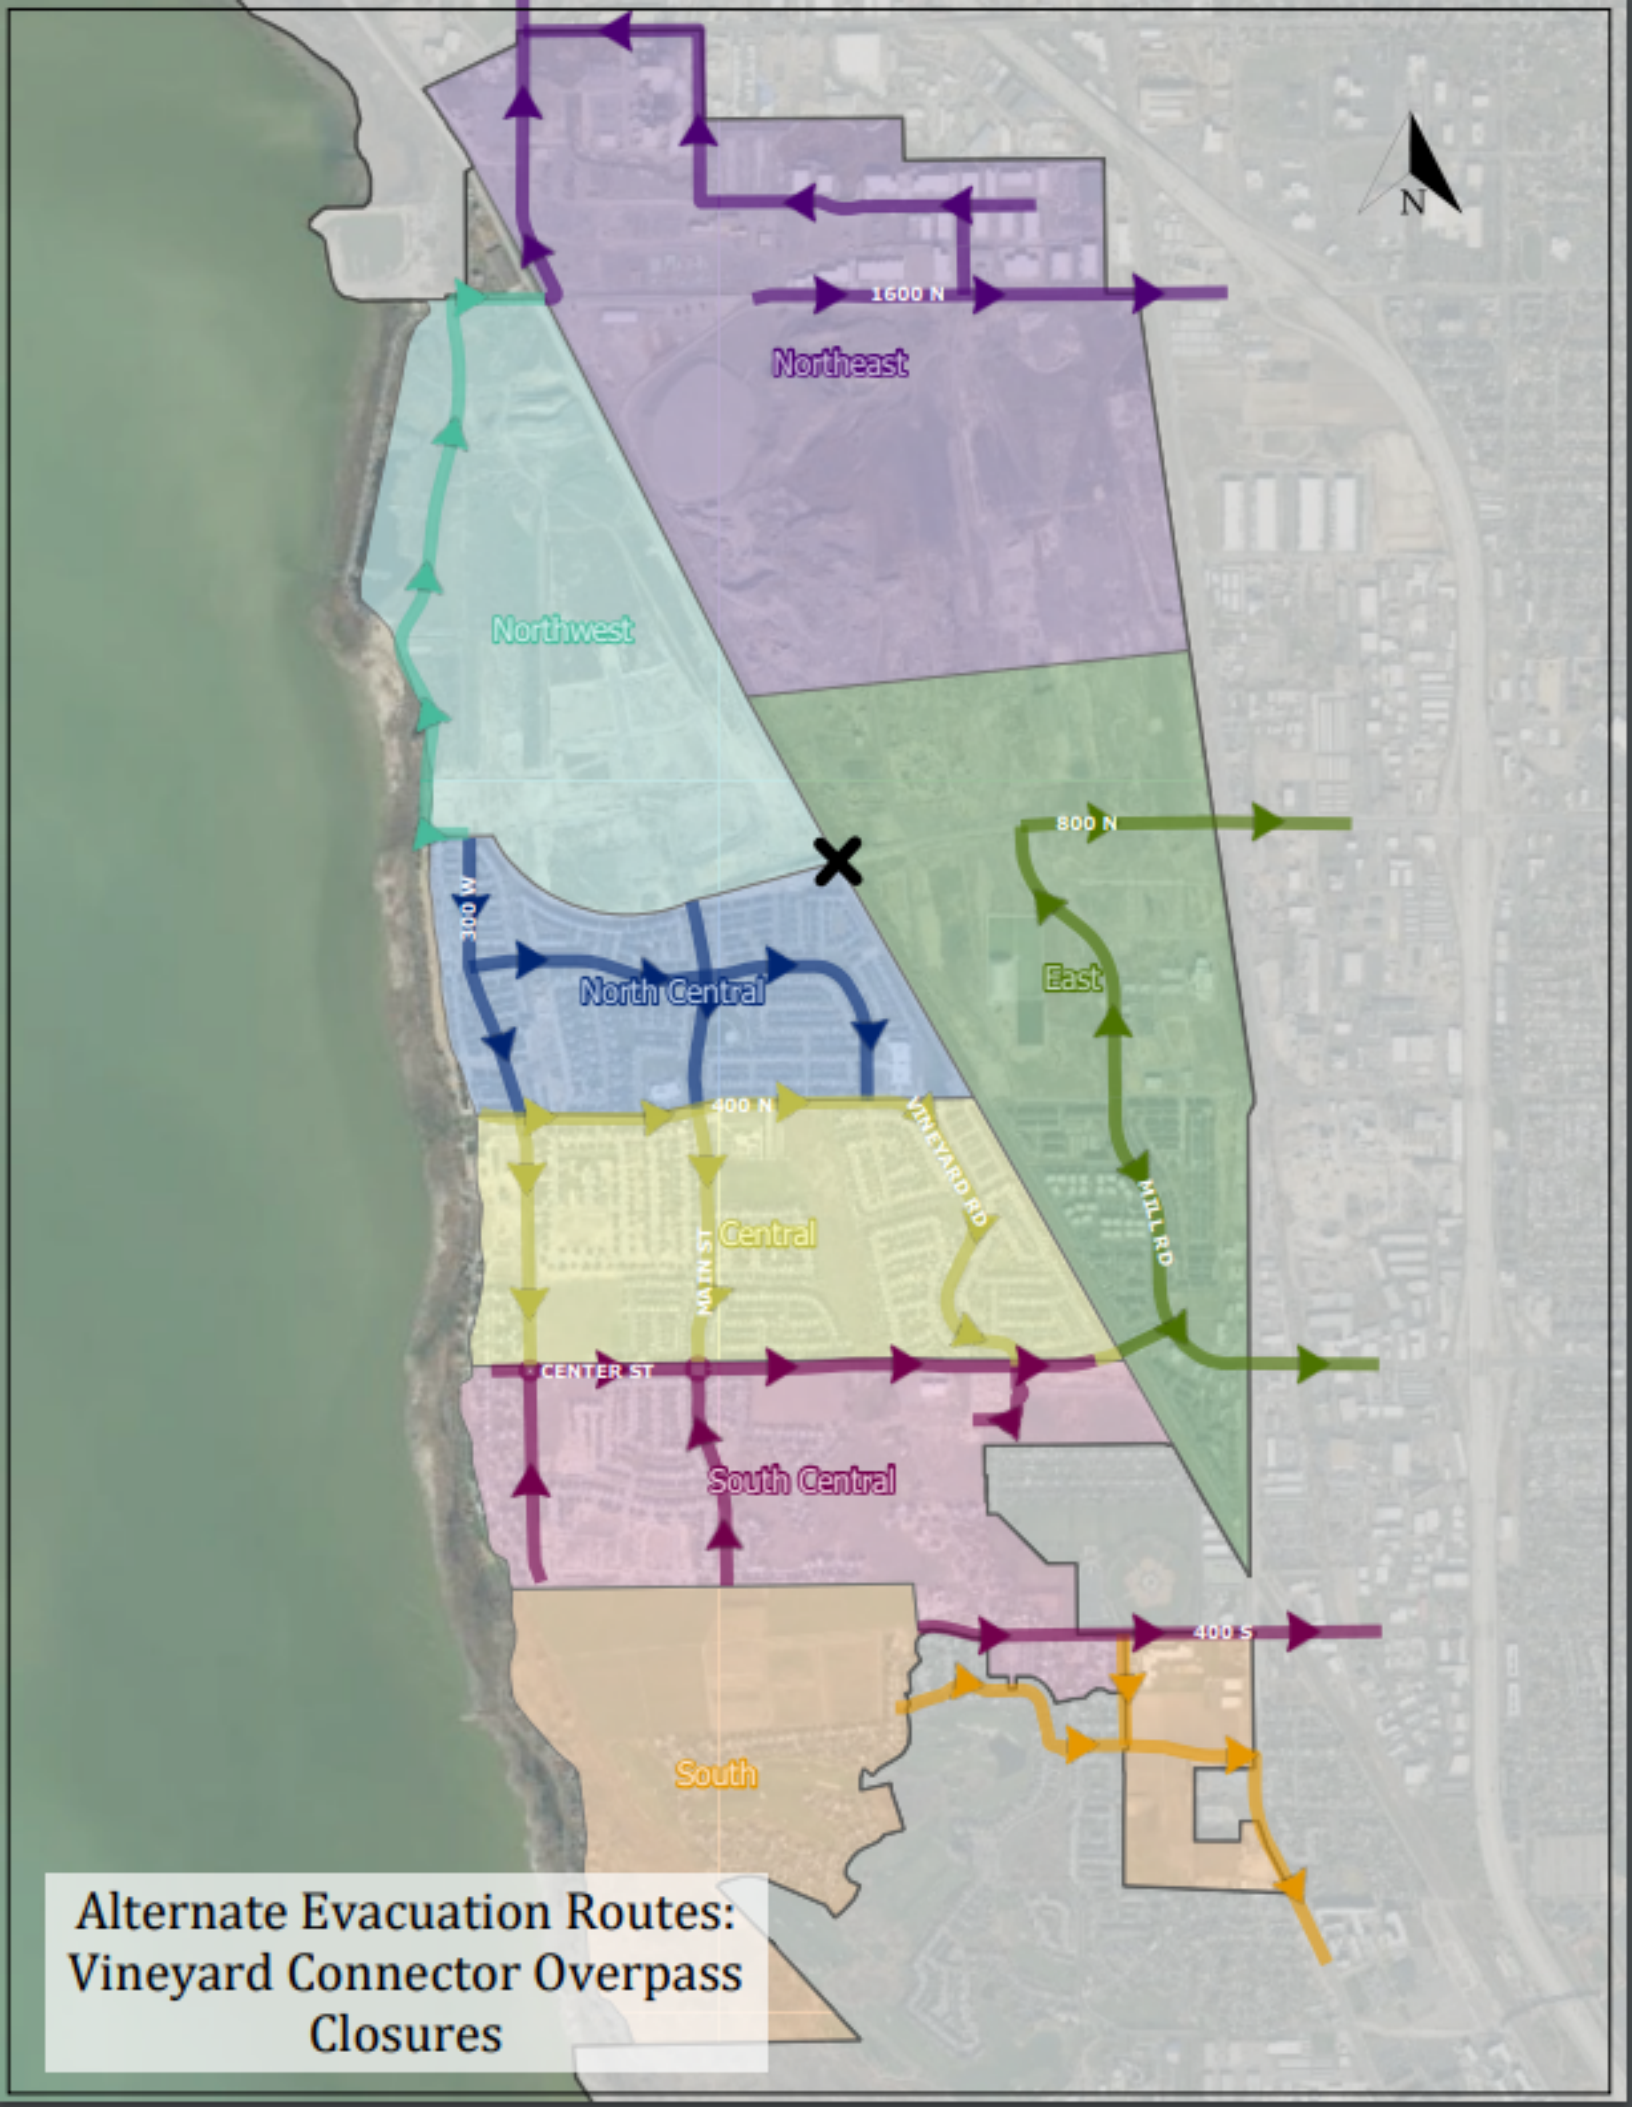 N
1600 N
Northeast
Northwest
800 N
300 W
East
North Central
400 N
VINEYARD RD
MILL RD
Central
MAIN ST
CENTER ST
South Central
400 S
South
Alternate Evacuation Routes:
Vineyard Connector Overpass
Closures